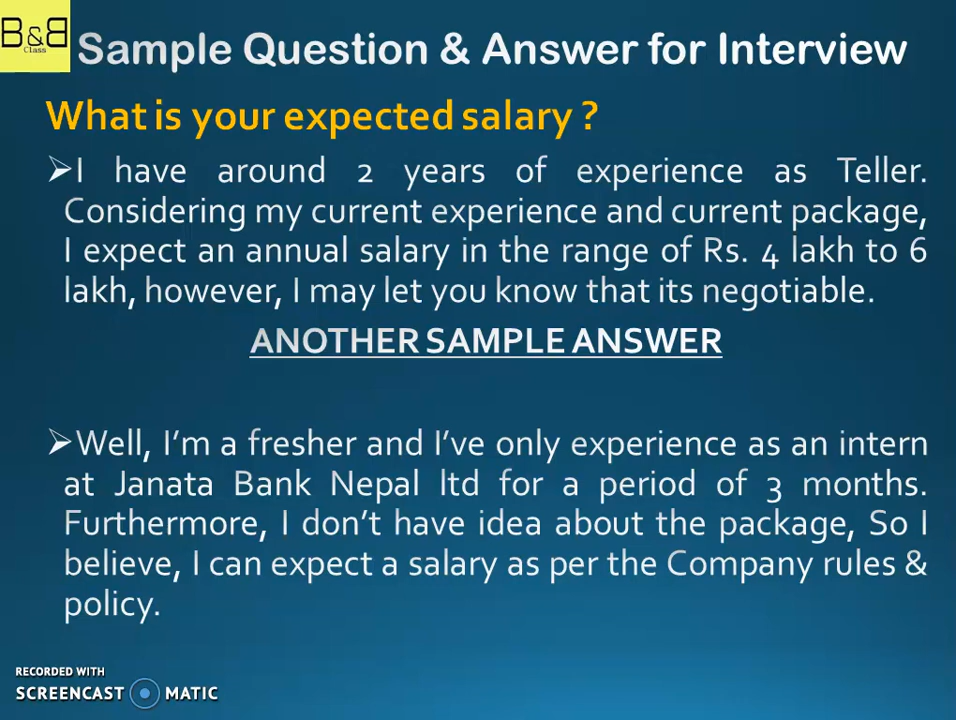 B&B
Class
Sample Question & Answer for Interview
What is your expected salary ?
➢I have around 2 years of experience as Teller.
Considering my current experience and current package,
I expect an annual salary in the range of Rs. 4 lakh to 6
lakh, however, I may let you know that its negotiable.
ANOTHER SAMPLE ANSWER
➢Well, I’m a fresher and I’ve only experience as an intern
at Janata Bank Nepal ltd for a period of 3 months.
Furthermore, I don’t have idea about the package, So I
believe, I can expect a salary as per the Company rules &
policy.
RECORDED WITH
SCREENCAST MATIC